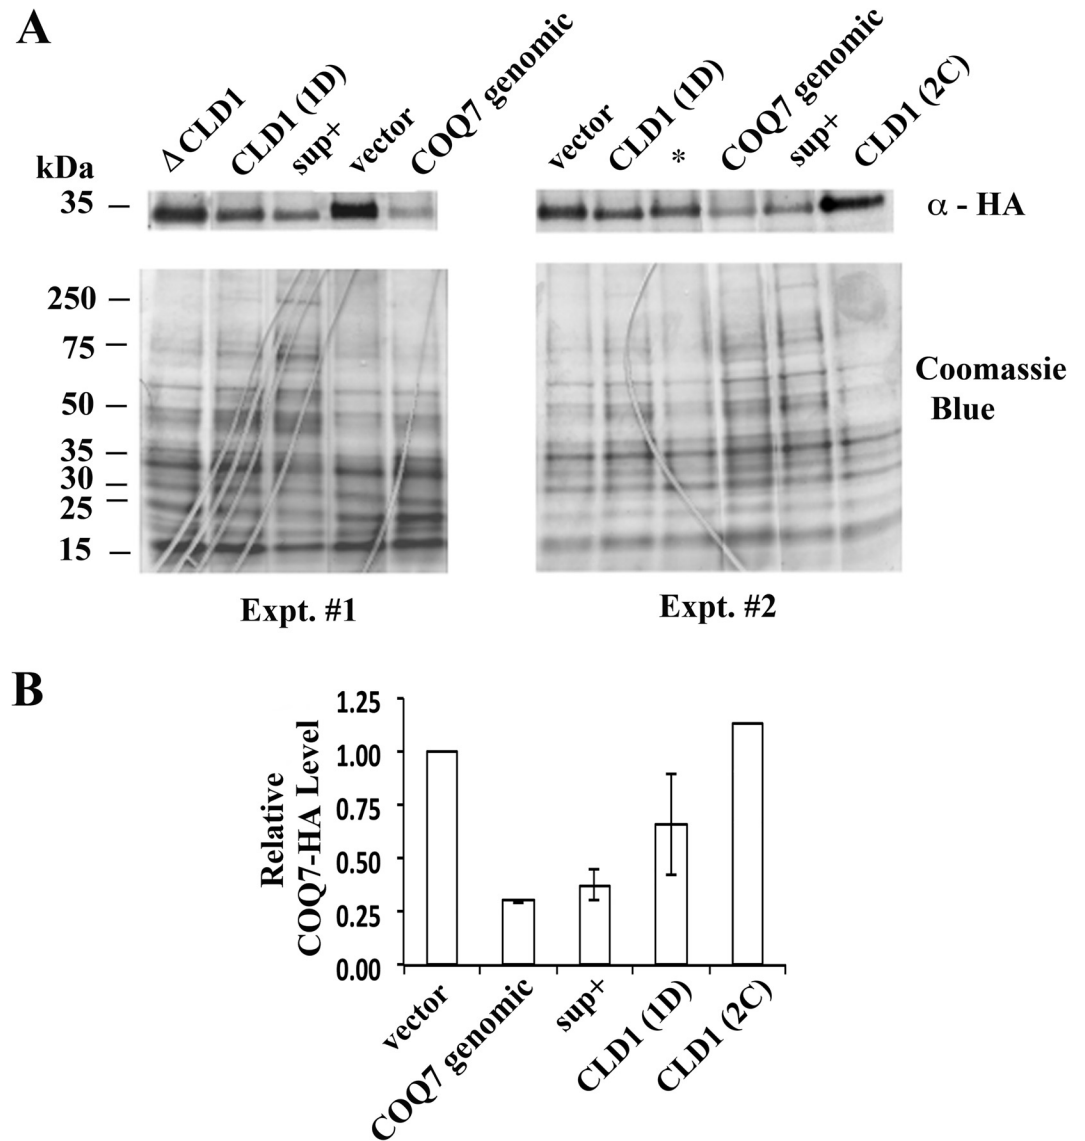 A
ΔCLD1
CLD1 (1D)
sup+
vector
COQ7 genomic
vector
CLD1 (1D)
*
COQ7 genomic
sup+
CLD1 (2C)
kDa
35
α - HA
250
75
50
35
30
25
15
Coomassie
Blue
Expt. #1
Expt. #2
B
Relative
COQ7-HA Level
1.25
1.00
0.75
0.50
0.25
0.00
vector
COQ7 genomic
sup+
CLD1 (1D)
CLD1 (2C)